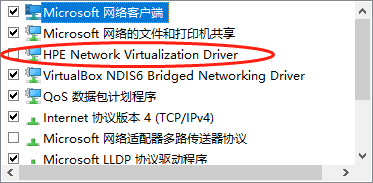 Microsoft 网络客户端
Microsoft 网络的文件和打印机共享
HPE Network Virtualization Driver
VirtualBox NDIS6 Bridged Networking Driver
QoS 数据包计划程序
Internet 协议版本 4 (TCP/IPv4)
Microsoft 网络适配器多路传送器协议
Microsoft LLDP 协议驱动程序